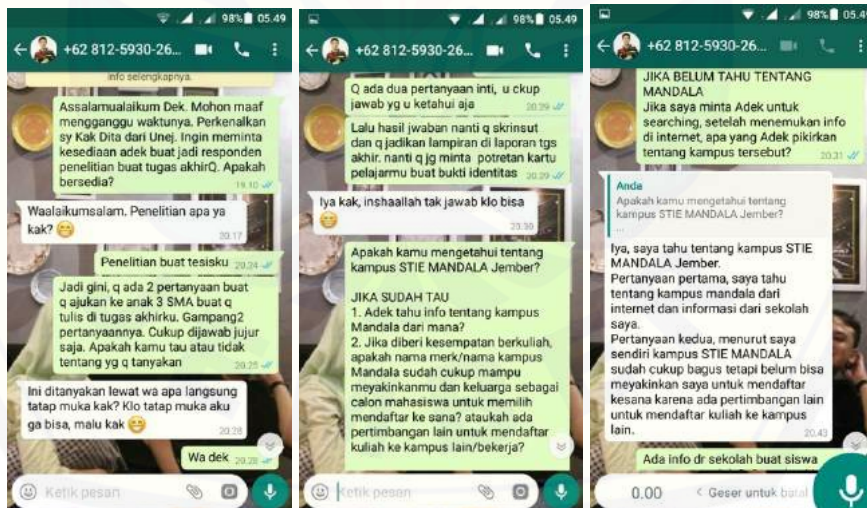 98% 05.49
+62 812-5930-26...
info selengkapnya.
Assalamualaikum Dek. Mohon maaf
mengganggu waktunya. Perkenalkan
sy Kak Dita dari Unej. Ingin meminta
kesediaan adek buat jadi responden
penelitian buat tugas akhirQ. Apakah
bersedia?
19.10
Waalaikumsalam. Penelitian apa ya
kak?
20.17
Penelitian buat tesisku 20.24
Jadi gini, q ada 2 pertanyaan buat
q ajukan ke anak 3 SMA buat q
tulis di tugas akhirku. Gampang2
pertanyaannya. Cukup dijawab jujur
saja. Apakah kamu tau atau tidak
tentang yg q tanyakan
20.25
Ini ditanyakan lewat wa apa langsung
tatap muka kak? Klo tatap muka aku
ga bisa, malu kak
20.28
Wa dek 20.28
Ketik pesan
98% 05.49
+62 812-5930-26...
Q ada dua pertanyaan inti, u ckup
jawab yg u ketahui aja
20.29
Lalu hasil jwaban nanti q skrinsut
dan q jadikan lampiran di laporan tgs
akhir. nanti q jg minta potretan kartu
pelajarmu buat bukti identitas 20.29
Iya kak, inshaallah tak jawab klo bisa
20.30
Apakah kamu mengetahui tentang
kampus STIE MANDALA Jember?
JIKA SUDAH TAU
1. Adek tahu info tentang kampus
Mandala dari mana?
2. Jika diberi kesempatan berkuliah,
apakah nama merk/nama kampus
Mandala sudah cukup mampu
meyakinkanmu dan keluarga sebagai
calon mahasiswa untuk memilih
mendaftar ke sana? ataukah ada
pertimbangan lain untuk mendaftar
kuliah ke kampus lain/bekerja?
Ketik pesan
98% 05.49
+62 812-5930-26...
JIKA BELUM TAHU TENTANG
MANDALA
Jika saya minta Adek untuk
searching, setelah menemukan info
di internet, apa yang Adek pikirkan
tentang kampus tersebut?
20.31
Anda
Apakah kamu mengetahui tentang
kampus STIE MANDALA Jember?
...
Iya, saya tahu tentang kampus STIE
MANDALA Jember.
Pertanyaan pertama, saya tahu
tentang kampus mandala dari
internet dan informasi dari sekolah
saya.
Pertanyaan kedua, menurut saya
sendiri kampus STIE MANDALA
sudah cukup bagus tetapi belum bisa
meyakinkan saya untuk mendaftar
kesana karena ada pertimbangan lain
untuk mendaftar kuliah ke kampus
lain.
20.43
Ada info dr sekolah buat siswa
0.00 < Geser untuk batal